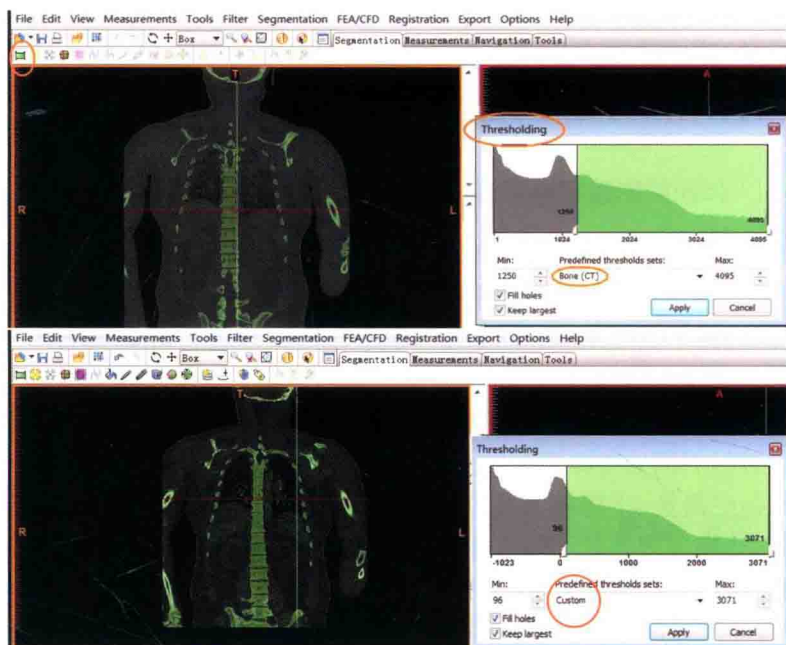 File Edit View Measurements Tools Filter Segmentation FEA/CFD Registration Export Options Help
Box Segmentation Measurements Navigation Tools
T
R
L
A
Thresholding
1250
4095
1 1024 2024 3024 4095
Min: Predefined thresholds sets: Max:
1250 Bone (CT) 4095
Fill holes
Keep largest
Apply Cancel
File Edit View Measurements Tools Filter Segmentation FEA/CFD Registration Export Options Help
Box Segmentation Measurements Navigation Tools
T
R
L
A
Thresholding
96
3071
-1023 0 1000 2000 3071
Min: Predefined thresholds sets: Max:
96 Custom 3071
Fill holes
Keep largest
Apply Cancel